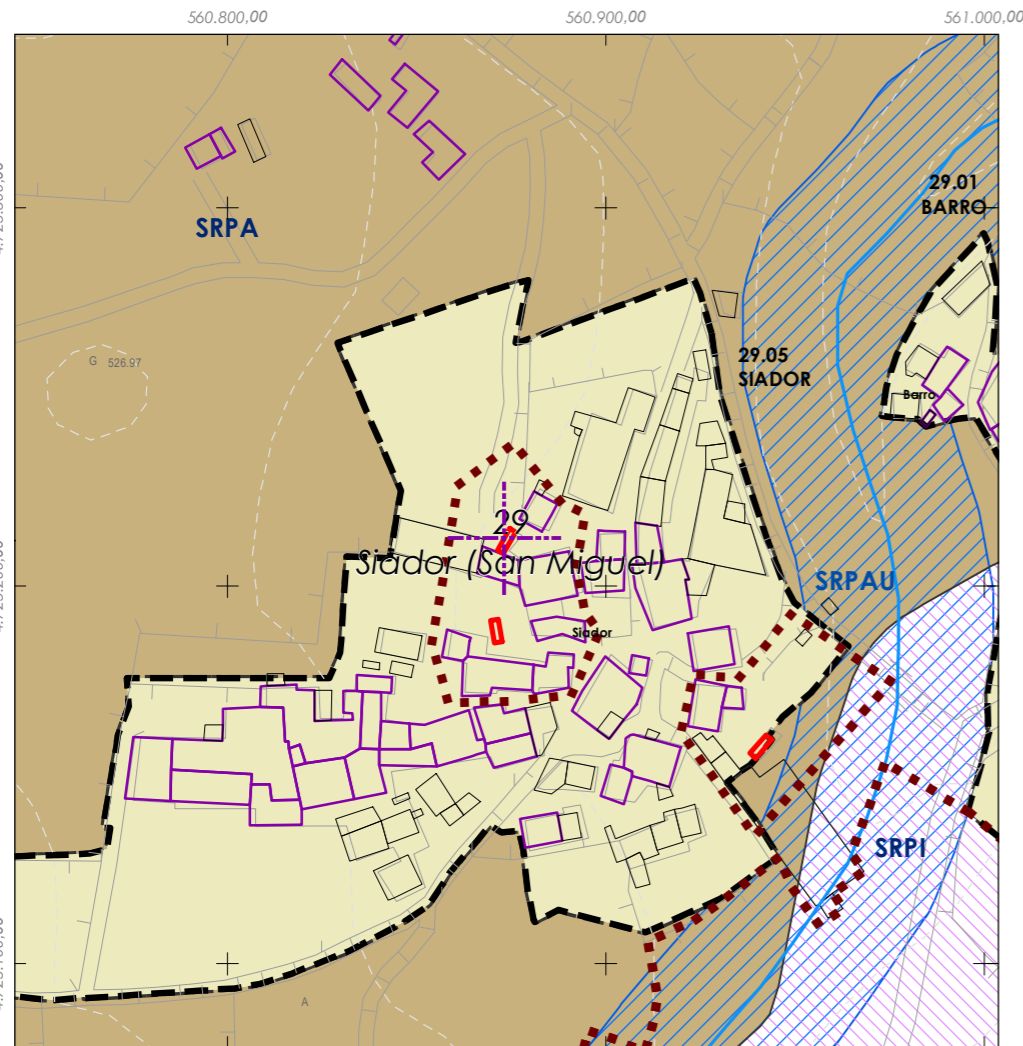 560.800,00
560.900,00
561.000,00
29.01
BARRO
SRPA
29.05
SIADOR
G 526.97
Barro
29
Siador (San Miguel)
SRPAU
Siador
SRPI
A